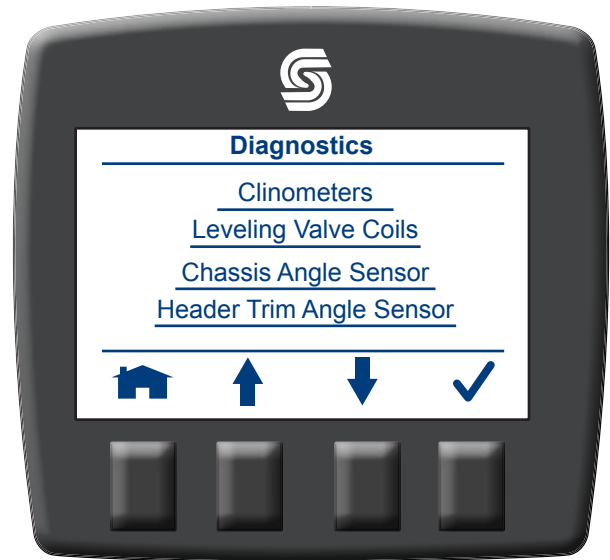 Diagnostics
Clinometers
Leveling Valve Coils
Chassis Angle Sensor
Header Trim Angle Sensor